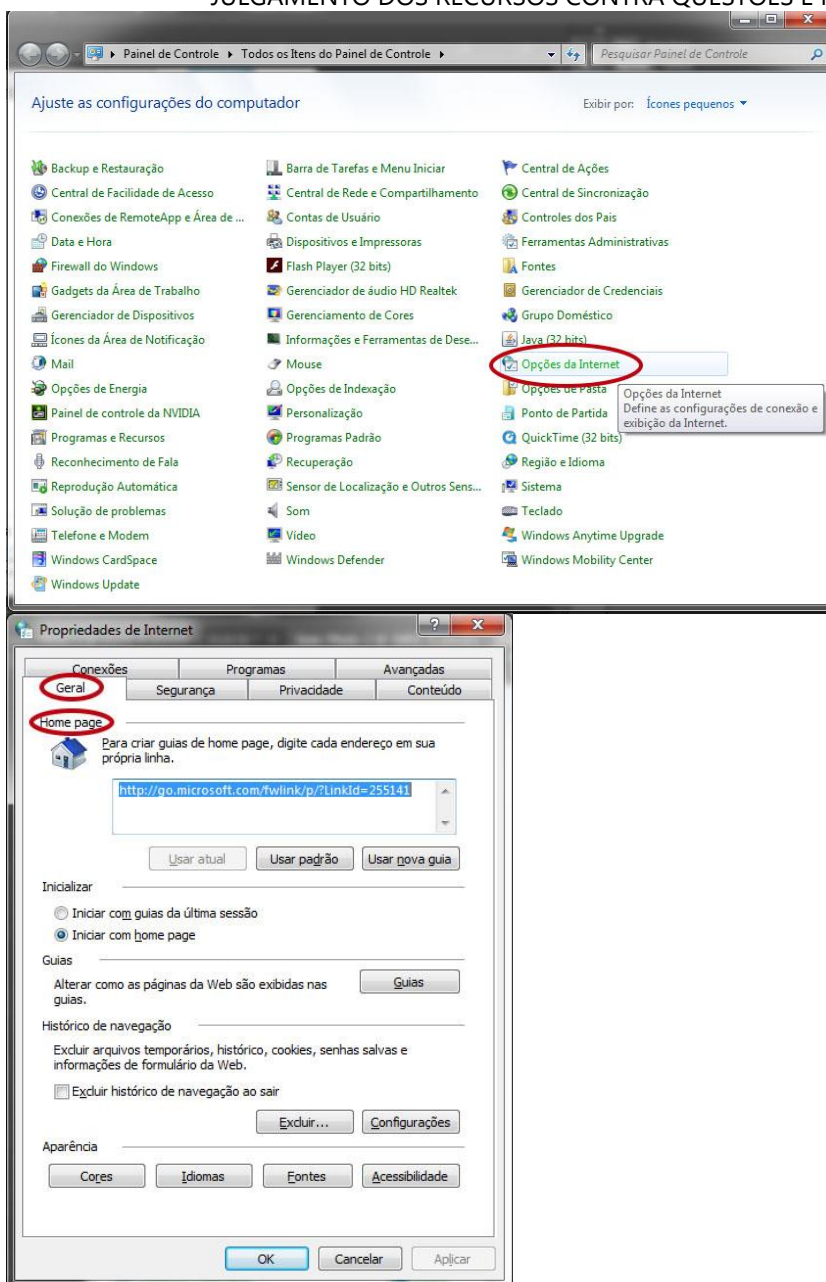 JULGAMENTO DOS RECURSOS CONTRA QUESTÕES E
Painel de Controle ▸ Todos os Itens do Painel de Controle ▸
Pesquisar Painel de Controle
Ajuste as configurações do computador
Exibir por: Ícones pequenos
Backup e Restauração
Barra de Tarefas e Menu Iniciar
Central de Ações
Central de Facilidade de Acesso
Central de Rede e Compartilhamento
Central de Sincronização
Conexões de RemoteApp e Área de ...
Contas de Usuário
Controles dos Pais
Data e Hora
Dispositivos e Impressoras
Ferramentas Administrativas
Firewall do Windows
Flash Player (32 bits)
Fontes
Gadgets da Área de Trabalho
Gerenciador de áudio HD Realtek
Gerenciador de Credenciais
Gerenciador de Dispositivos
Gerenciamento de Cores
Grupo Doméstico
Ícones da Área de Notificação
Informações e Ferramentas de Dese...
Java (32 bits)
Mail
Mouse
Opções da Internet
Opções de Energia
Opções de Indexação
Opções de Pasta
Opções da Internet
Define as configurações de conexão e
exibição da Internet.
Painel de controle da NVIDIA
Personalização
Ponto de Partida
Programas e Recursos
Programas Padrão
QuickTime (32 bits)
Reconhecimento de Fala
Recuperação
Região e Idioma
Reprodução Automática
Sensor de Localização e Outros Sens...
Sistema
Solução de problemas
Som
Teclado
Telefone e Modem
Vídeo
Windows Anytime Upgrade
Windows CardSpace
Windows Defender
Windows Mobility Center
Windows Update
Propriedades de Internet
Conexões Programas Avançadas
Geral Segurança Privacidade Conteúdo
Home page
Para criar guias de home page, digite cada endereço em sua
própria linha.
http://go.microsoft.com/fwlink/p/?LinkId=255141
Usar atual Usar padrão Usar nova guia
Inicializar
Iniciar com guias da última sessão
Iniciar com home page
Guias
Alterar como as páginas da Web são exibidas nas
guias.
Guias
Histórico de navegação
Excluir arquivos temporários, histórico, cookies, senhas salvas e
informações de formulário da Web.
Excluir histórico de navegação ao sair
Excluir... Configurações
Aparência
Cores Idiomas Fontes Acessibilidade
OK Cancelar Aplicar